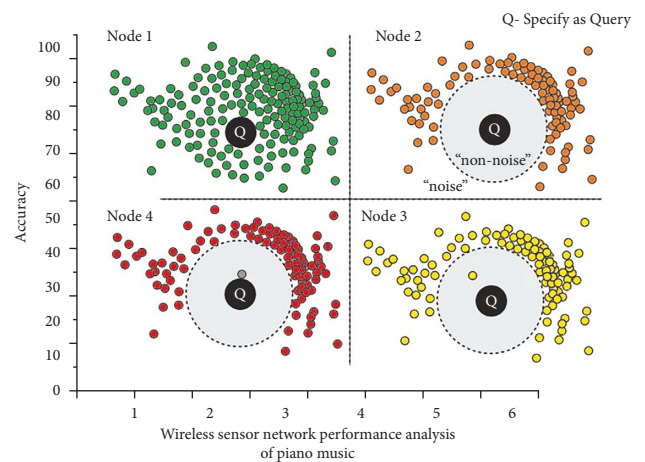 Q- Specify as Query
Node 1
Node 2
Q
Q
“non-noise”
“noise”
Node 4
Node 3
Q
Q
Accuracy
100
90
80
70
60
50
40
30
20
10
0
1 2 3 4 5 6
Wireless sensor network performance analysis
of piano music